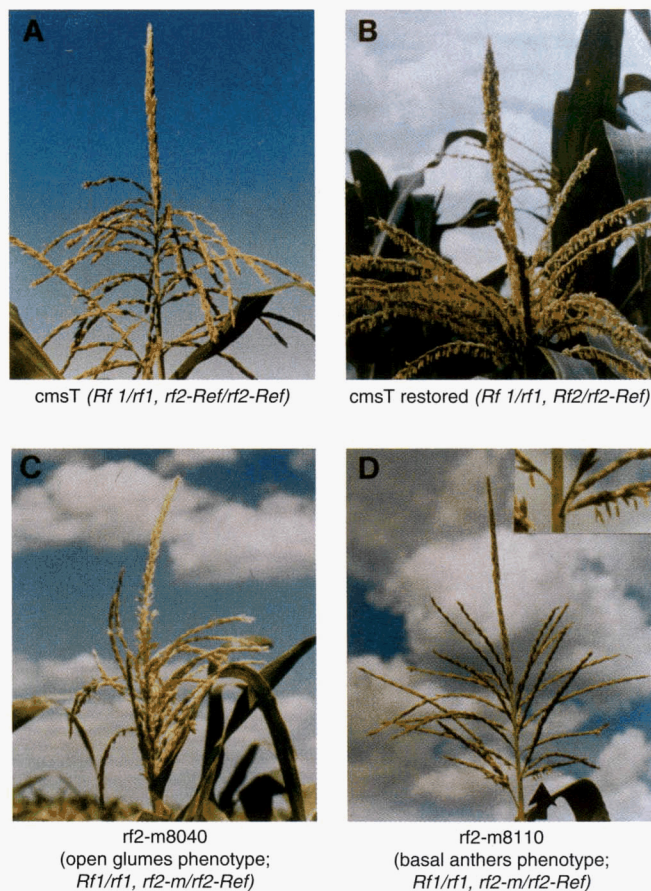 A
B
cmsT (Rf 1/rf1, rf2-Ref/rf2-Ref)
cmsT restored (Rf 1/rf1, Rf2/rf2-Ref)
C
D
rf2-m8040
(open glumes phenotype;
Rf1/rf1, rf2-m/rf2-Ref)
rf2-m8110
(basal anthers phenotype;
Rf1/rf1, rf2-m/rf2-Ref)